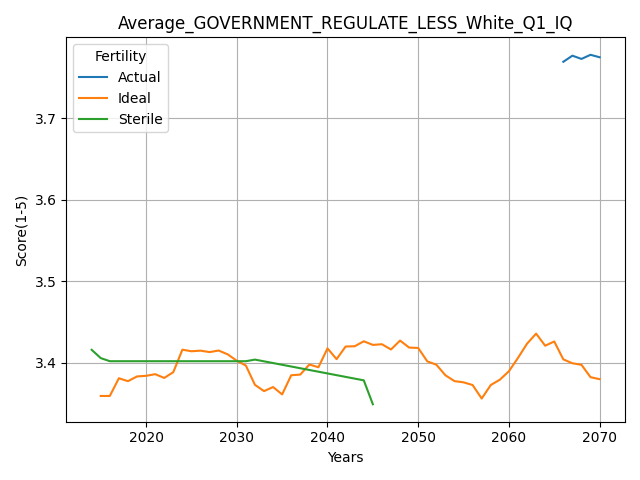 Average_GOVERNMENT_REGULATE_LESS_White_Q1_IQ
Fertility
Actual
Ideal
Sterile
Score(1-5)
3.7
3.6
3.5
3.4
2020 2030 2040 2050 2060 2070
Years